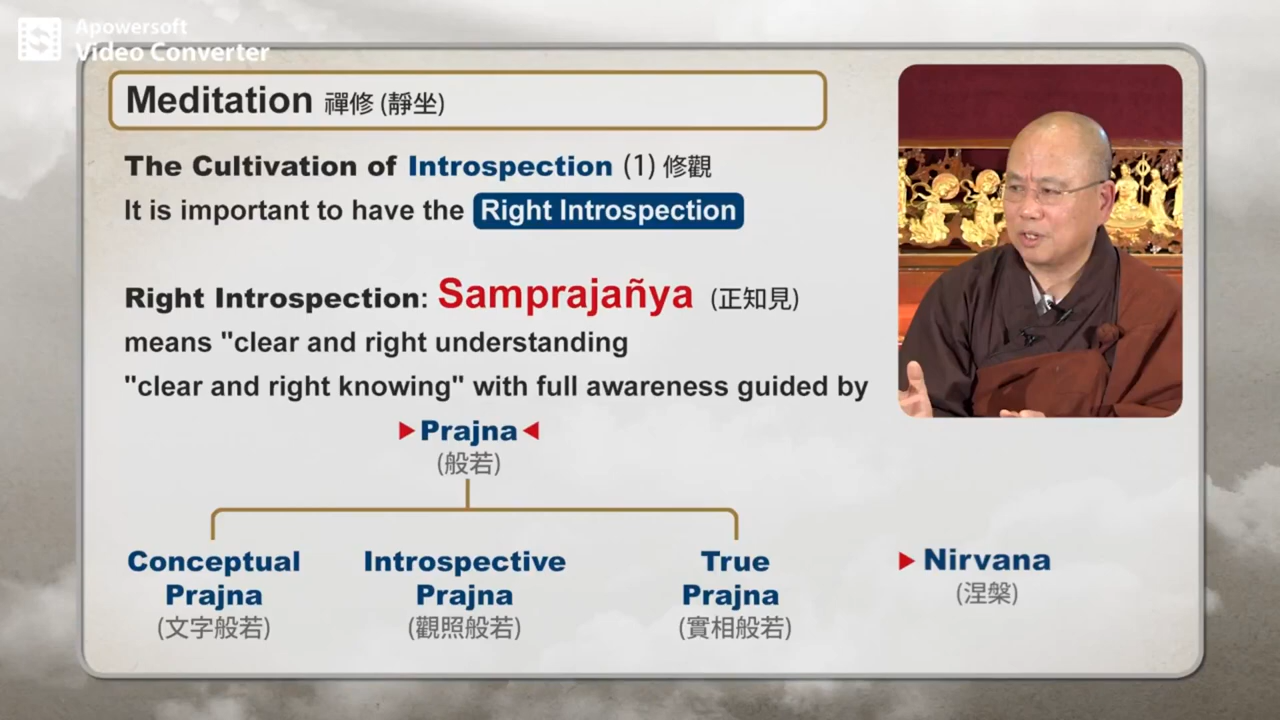 Apowersoft
Video Converter
Meditation 禪修 (靜坐)
The Cultivation of Introspection (1) 修觀
It is important to have the Right Introspection
Right Introspection: Samprajañya (正知見)
means "clear and right understanding
"clear and right knowing" with full awareness guided by
Prajna
(般若)
Conceptual Prajna
(文字般若)
Introspective Prajna
(觀照般若)
True Prajna
(實相般若)
Nirvana
(涅槃)